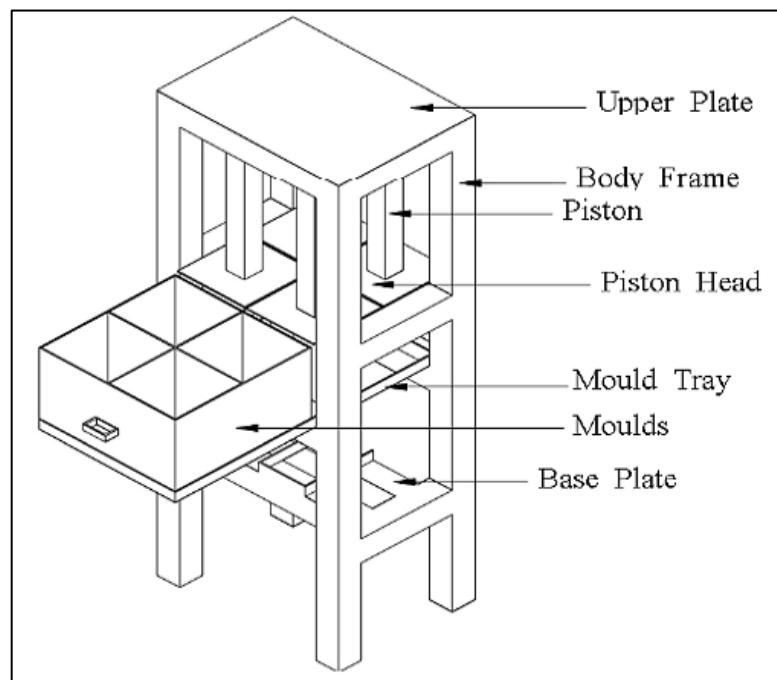 Upper Plate
Body Frame
Piston
Piston Head
Mould Tray
Moulds
Base Plate